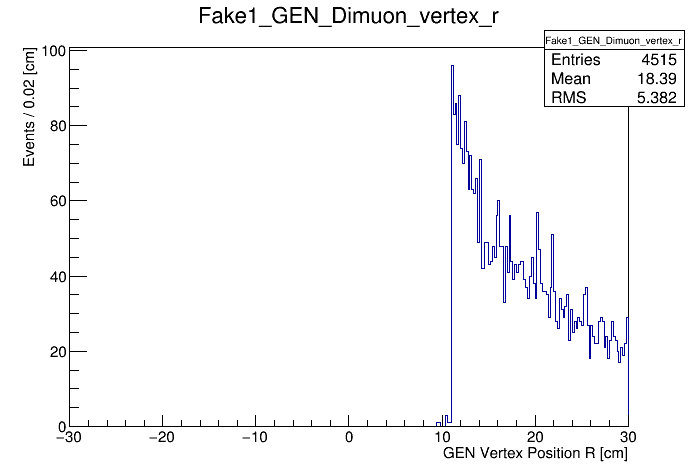 Fake1_GEN_Dimuon_vertex_r
Fake1_GEN_Dimuon_vertex_r
Entries 4515
Mean 18.39
RMS 5.382
Events / 0.02 [cm]
100
80
60
40
20
0
−30 −20 −10 0 10 20 30
GEN Vertex Position R [cm]